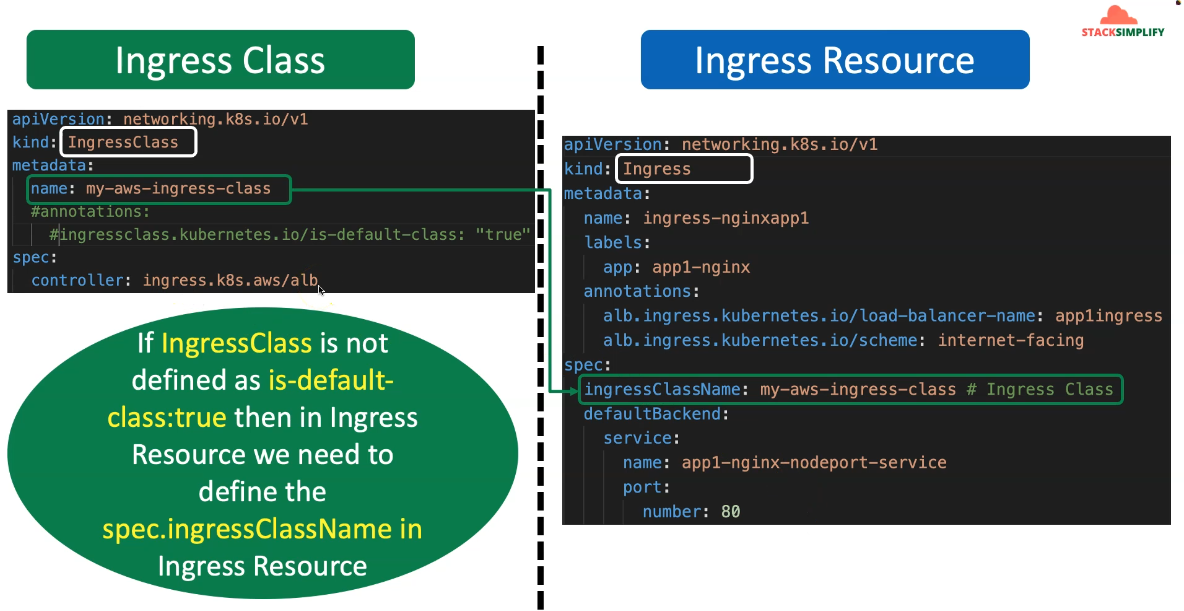 STACKSIMPLIFY
Ingress Class
apiVersion: networking.k8s.io/v1
kind: IngressClass
metadata:
  name: my-aws-ingress-class
  #annotations:
    #ingressclass.kubernetes.io/is-default-class: "true"
spec:
  controller: ingress.k8s.aws/alb
If IngressClass is not
defined as is-default-
class:true then in Ingress
Resource we need to
define the
spec.ingressClassName in
Ingress Resource
Ingress Resource
apiVersion: networking.k8s.io/v1
kind: Ingress
metadata:
  name: ingress-nginxapp1
  labels:
    app: app1-nginx
  annotations:
    alb.ingress.kubernetes.io/load-balancer-name: app1ingress
    alb.ingress.kubernetes.io/scheme: internet-facing
spec:
  ingressClassName: my-aws-ingress-class # Ingress Class
  defaultBackend:
    service:
      name: app1-nginx-nodeport-service
      port:
        number: 80